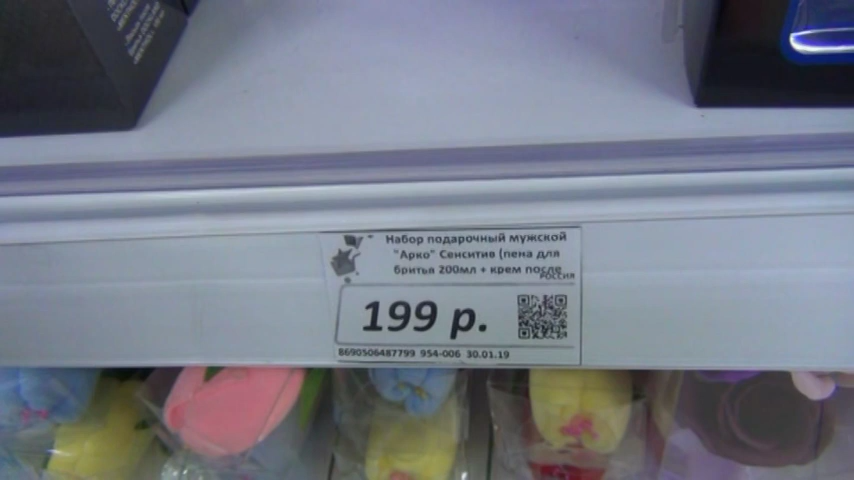 Набор подарочный мужской
"Арко" Сенситив (пена для
бритья 200мл + крем после
РОССИЯ
199 р.
8690506487799 954-006 30.01.19